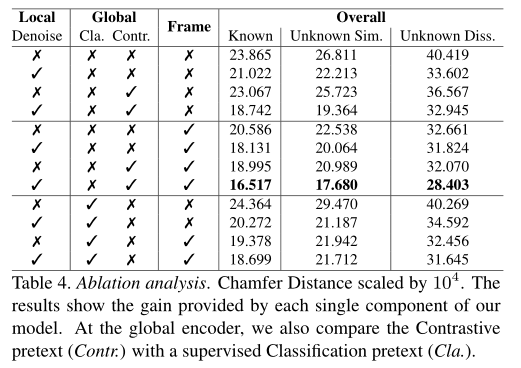 Local Global Frame Overall
Denoise Cla. Contr. Known Unknown Sim. Unknown Diss.
✗ ✗ ✗ ✗ 23.865 26.811 40.419
✓ ✗ ✗ ✗ 21.022 22.213 33.602
✗ ✗ ✓ ✗ 23.067 25.723 36.567
✓ ✗ ✓ ✗ 18.742 19.364 32.945
✗ ✗ ✗ ✓ 20.586 22.538 32.661
✓ ✗ ✗ ✓ 18.131 20.064 31.824
✗ ✗ ✓ ✓ 18.995 20.989 32.070
✓ ✗ ✓ ✓ 16.517 17.680 28.403
✗ ✓ ✗ ✗ 24.364 29.470 40.269
✓ ✓ ✗ ✗ 20.272 21.187 34.592
✗ ✓ ✗ ✓ 19.378 21.942 32.456
✓ ✓ ✗ ✓ 18.699 21.712 31.645
Table 4. Ablation analysis. Chamfer Distance scaled by 10⁴. The
results show the gain provided by each single component of our
model. At the global encoder, we also compare the Contrastive
pretext (Contr.) with a supervised Classification pretext (Cla.).